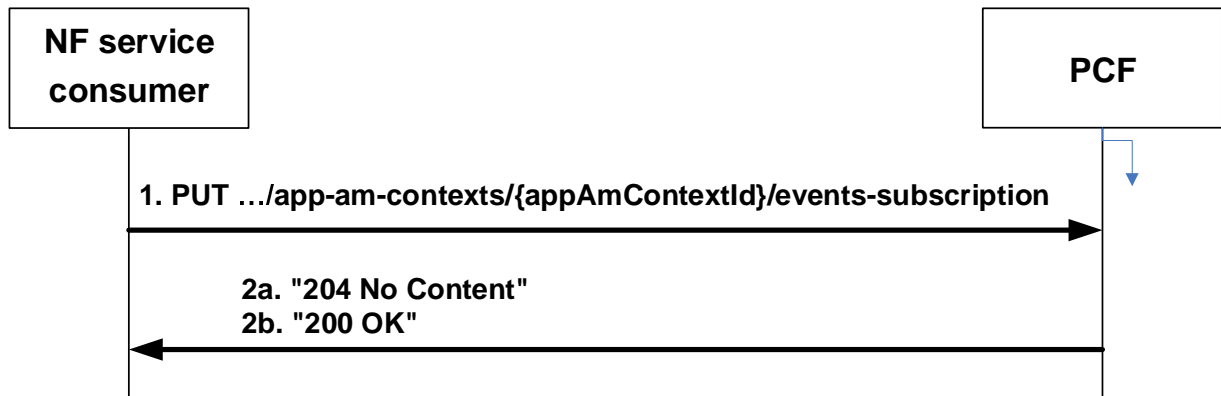 NF service
consumer
PCF
1. PUT …/app-am-contexts/{appAmContextId}/events-subscription
2a. "204 No Content"
2b. "200 OK"